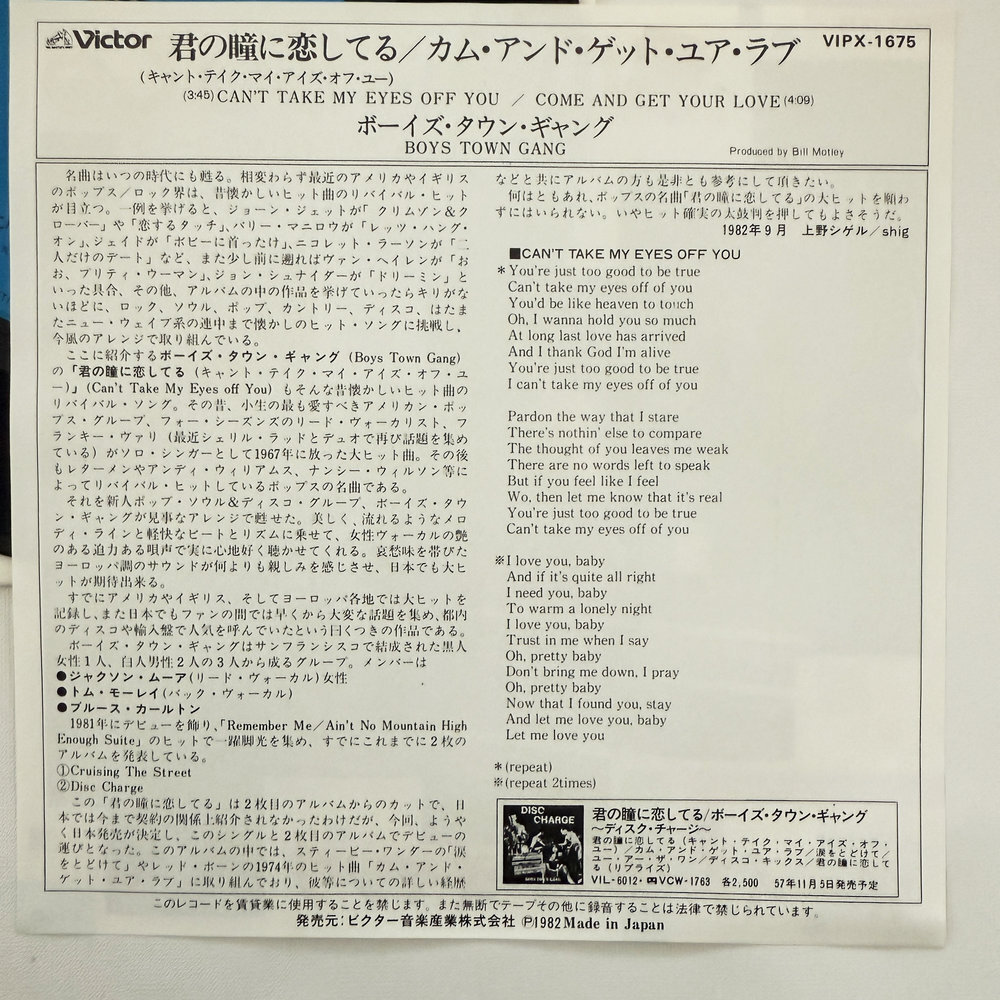 Victor 君の瞳に恋してる/カム・アンド・ゲット・ユア・ラブ VIPX-1675
(キャント・テイク・マイ・アイズ・オフ・ユー)
(3:45) CAN'T TAKE MY EYES OFF YOU / COME AND GET YOUR LOVE (4:09)
ボーイズ・タウン・ギャング
BOYS TOWN GANG Produced by Bill Motley
名曲はいつの時代にも甦る。相変わらず最近のアメリカやイギリス
のポップス/ロック界は、昔懐かしいヒット曲のリバイバル・ヒット
が目立つ。一例を挙げると、ジョーン・ジェットが「クリムゾン&ク
ローバー」や「恋するタッチ」、バリー・マニロウが「レッツ・ハング・
オン」、ジェイドが「ボビーに首ったけ」、ニコレット・ラーソンが「二
人だけのデート」など、また少し前に遡ればヴァン・ヘイレンが「お
お、プリティ・ウーマン」、ジョン・シュナイダーが「ドリーミン」と
いった具合、その他、アルバムの中の作品を挙げていったらキリがな
いほどに、ロック、ソウル、ポップ、カントリー、ディスコ、はたま
たニュー・ウェイブ系の連中まで懐かしのヒット・ソングに挑戦し、
今風のアレンジで取り組んでいる。
ここに紹介するボーイズ・タウン・ギャング (Boys Town Gang)
の「君の瞳に恋してる (キャント・テイク・マイ・アイズ・オフ・ユ
ー)」(Can't Take My Eyes off You) もそんな昔懐かしいヒット曲の
リバイバル・ソング。その昔、小生の最も愛すべきアメリカン・ポッ
プス・グループ、フォー・シーズンズのリード・ヴォーカリスト、フ
ランキー・ヴァリ (最近シェリル・ラッドとデュオで再び話題を集め
ている) がソロ・シンガーとして1967年に放った大ヒット曲。その後
もレターメンやアンディ・ウィリアムス、ナンシー・ウィルソン等に
よってリバイバル・ヒットしているポップスの名曲である。
それを新人ポップ・ソウル&ディスコ・グループ、ボーイズ・タウ
ン・ギャングが見事なアレンジで甦せた。美しく、流れるようなメロ
ディ・ラインと軽快なビートとリズムに乗せて、女性ヴォーカルの艶
のある迫力ある唄声で実に心地好く聴かせてくれる。哀愁味を帯びた
ヨーロッパ調のサウンドが何よりも親しみを感じさせ、日本でも大ヒ
ットが期待出来る。
すでにアメリカやイギリス、そしてヨーロッパ各地では大ヒットを
記録し、また日本でもファンの間では早くから大変な話題を集め、都内
のディスコや輸入盤で人気を呼んでいたという曰くつきの作品である。
ボーイズ・タウン・ギャングはサンフランシスコで結成された黒人
女性1人、白人男性2人の3人から成るグループ。メンバーは
●ジャクソン・ムーア(リード・ヴォーカル)女性
●トム・モーレイ(バック・ヴォーカル)
●ブルース・カールトン
1981年にデビューを飾り、「Remember Me/Ain't No Mountain High
Enough Suite」のヒットで一躍脚光を集め、すでにこれまでに2枚の
アルバムを発表している。
①Cruising The Street
②Disc Charge
この「君の瞳に恋してる」は2枚目のアルバムからのカットで、日
本では今まで契約の関係上紹介されなかったわけだが、今回、ようや
く日本発売が決定し、このシングルと2枚目のアルバムでデビューの
運びとなった。このアルバムの中では、スティービー・ワンダーの「涙
をとどけて」やレッド・ボーンの1974年のヒット曲「カム・アンド・
ゲット・ユア・ラブ」に取り組んでおり、彼等についての詳しい経歴
などと共にアルバムの方も是非とも参考にして頂きたい。
何はともあれ、ポップスの名曲「君の瞳に恋してる」の大ヒットを願わ
ずにはいられない。いやヒット確実の太鼓判を押してもよさそうだ。
1982年9月 上野シゲル/shig
■CAN'T TAKE MY EYES OFF YOU
*You're just too good to be true
Can't take my eyes off of you
You'd be like heaven to touch
Oh, I wanna hold you so much
At long last love has arrived
And I thank God I'm alive
You're just too good to be true
I can't take my eyes off of you
Pardon the way that I stare
There's nothin' else to compare
The thought of you leaves me weak
There are no words left to speak
But if you feel like I feel
Wo, then let me know that it's real
You're just too good to be true
Can't take my eyes off of you
※I love you, baby
And if it's quite all right
I need you, baby
To warm a lonely night
I love you, baby
Trust in me when I say
Oh, pretty baby
Don't bring me down, I pray
Oh, pretty baby
Now that I found you, stay
And let me love you, baby
Let me love you
*(repeat)
※(repeat 2times)
DISC
CHARGE
BOYS TOWN GANG
君の瞳に恋してる/ボーイズ・タウン・ギャング
〜ディスク・チャージ〜
君の瞳に恋してる (キャント・テイク・マイ・アイズ・オフ・
ユー)/カム・アンド・ゲット・ユア・ラブ/涙をとどけて/
ユー・アー・ザ・ワン/ディスコ・キックス/君の瞳に恋して
る (リプライズ)
VIL-6012・VCW-1763 各2,500 57年11月5日発売予定
このレコードを賃貸業に使用することを禁じます。また無断でテープその他に録音することは法律で禁じられています。
発売元:ビクター音楽産業株式会社 Ⓟ1982 Made in Japan